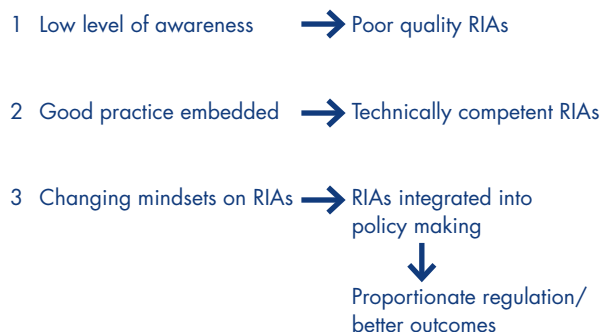 1 Low level of awareness Poor quality RIAs
2 Good practice embedded Technically competent RIAs
3 Changing mindsets on RIAs RIAs integrated into
policy making
Proportionate regulation/
better outcomes